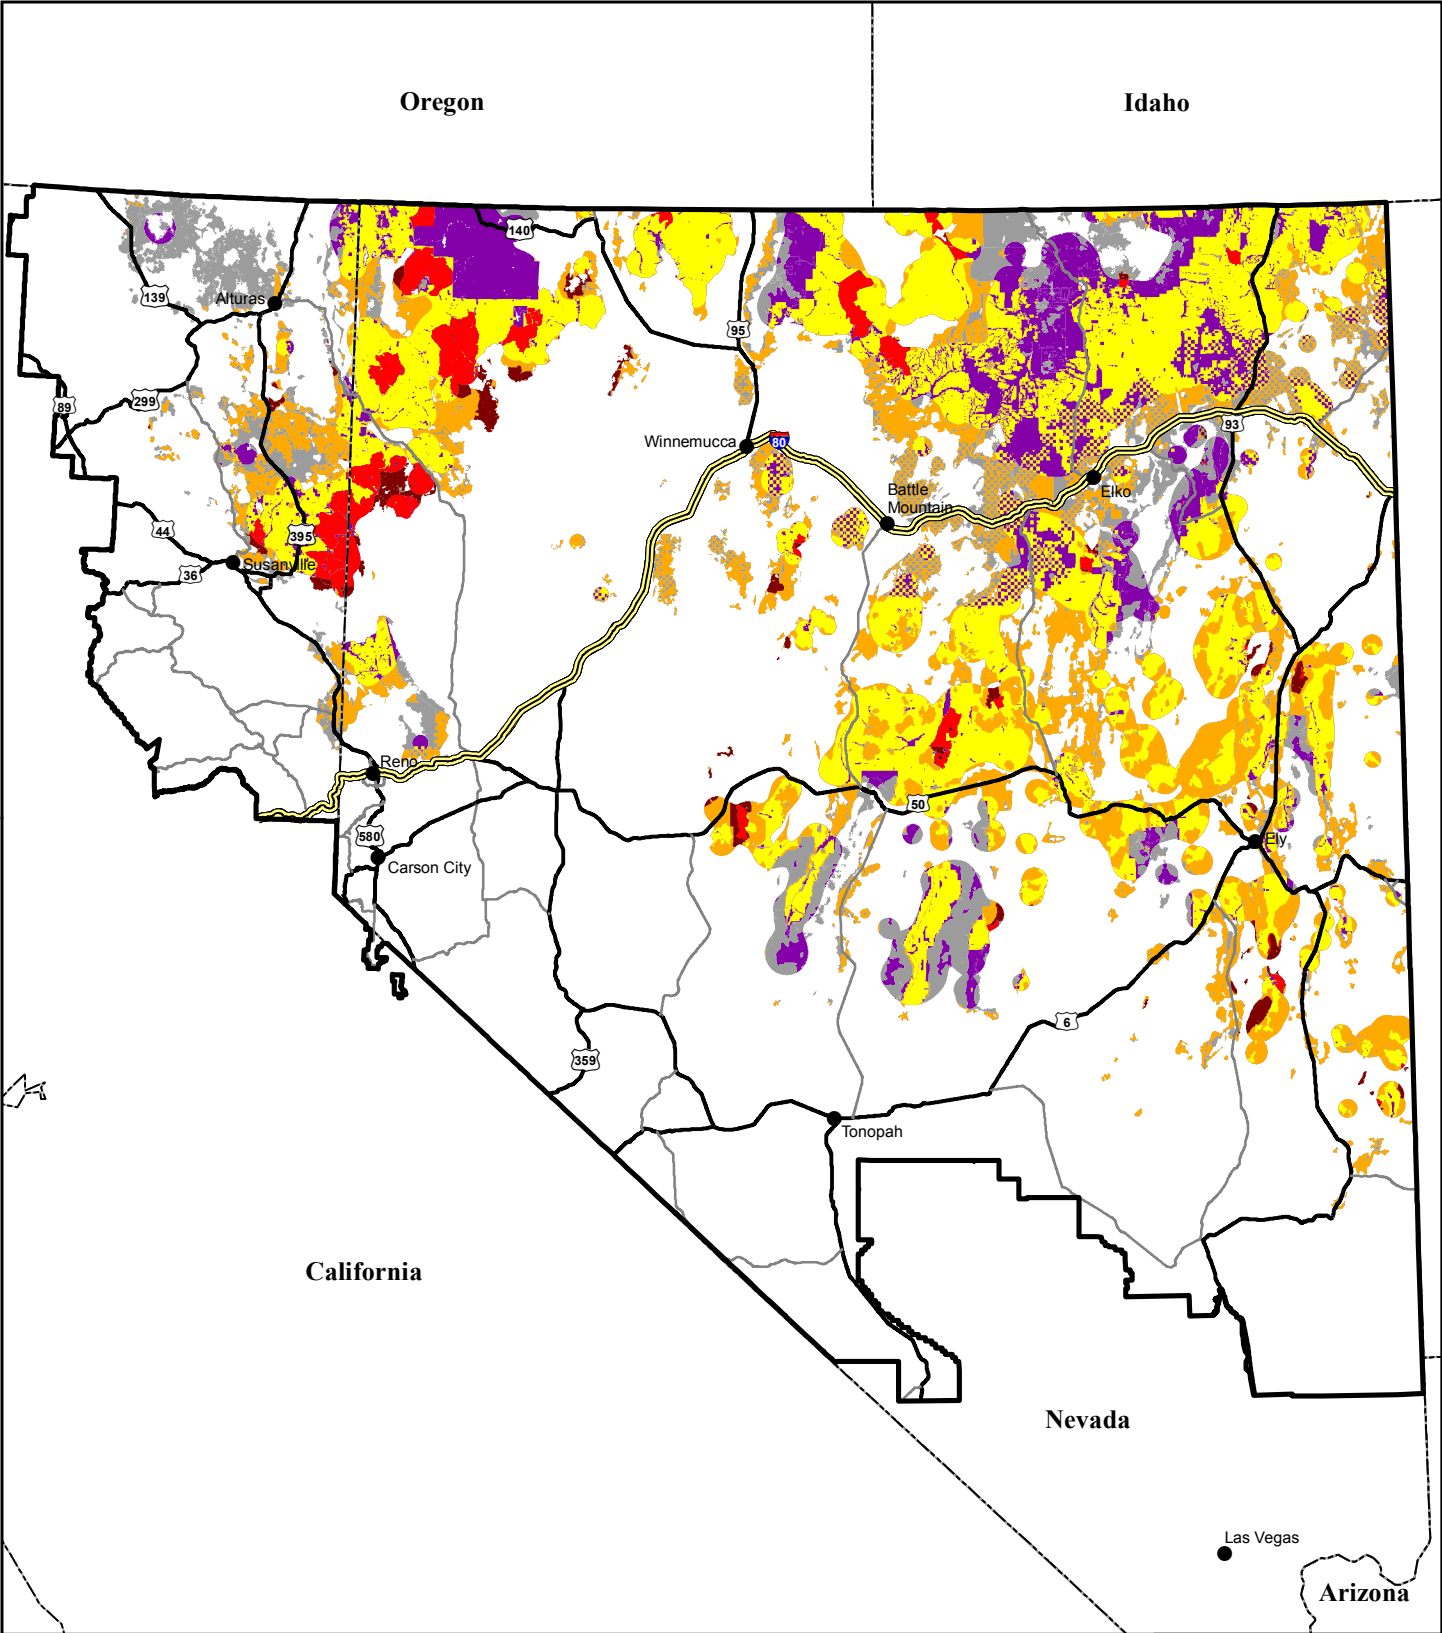 Oregon
Idaho
140
139
Alturas
95
299
89
93
Winnemucca
80
Elko
Battle
Mountain
44
395
Susanville
36
Reno
50
580
Ely
Carson City
6
359
Tonopah
California
Nevada
Las Vegas
Arizona